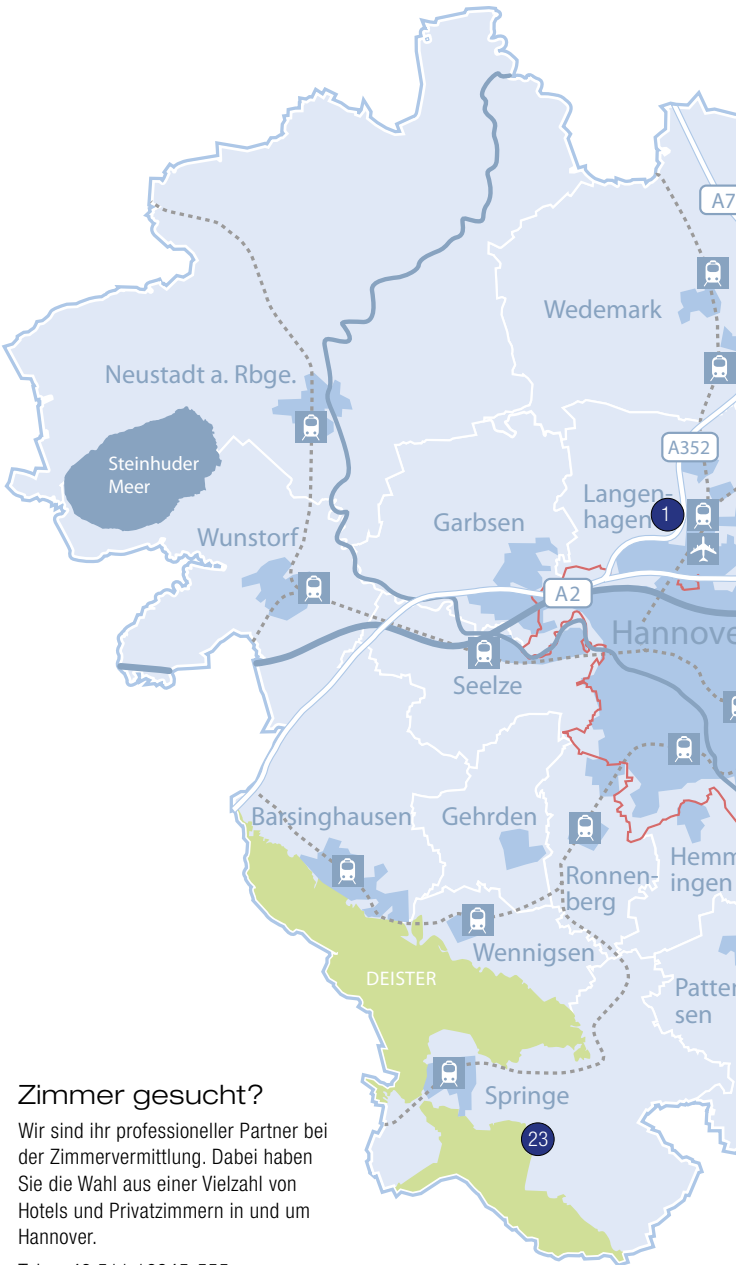 A7
Wedemark
Neustadt a. Rbge.
A352
Steinhuder
Meer
Langen-
hagen
1
Garbsen
Wunstorf
A2
Hannove
Seelze
Barsinghausen
Gehrden
Hemm
ingen
Ronnen-
berg
Wennigsen
DEISTER
Patten
sen
Springe
23
Zimmer gesucht?
Wir sind ihr professioneller Partner bei
der Zimmervermittlung. Dabei haben
Sie die Wahl aus einer Vielzahl von
Hotels und Privatzimmern in und um
Hannover.